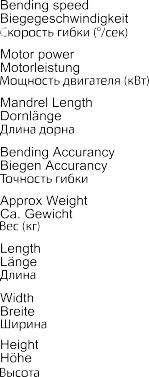 Bending speed
Biegegeschwindigkeit
Скорость гибки (°/сек)
Motor power
Motorleistung
Мощность двигателя (кВт)
Mandrel Length
Dornlänge
Длина дорна
Bending Accurancy
Biegen Accurancy
Точность гибки
Approx Weight
Ca. Gewicht
Вес (кг)
Length
Länge
Длина
Width
Breite
Ширина
Height
Höhe
Высота